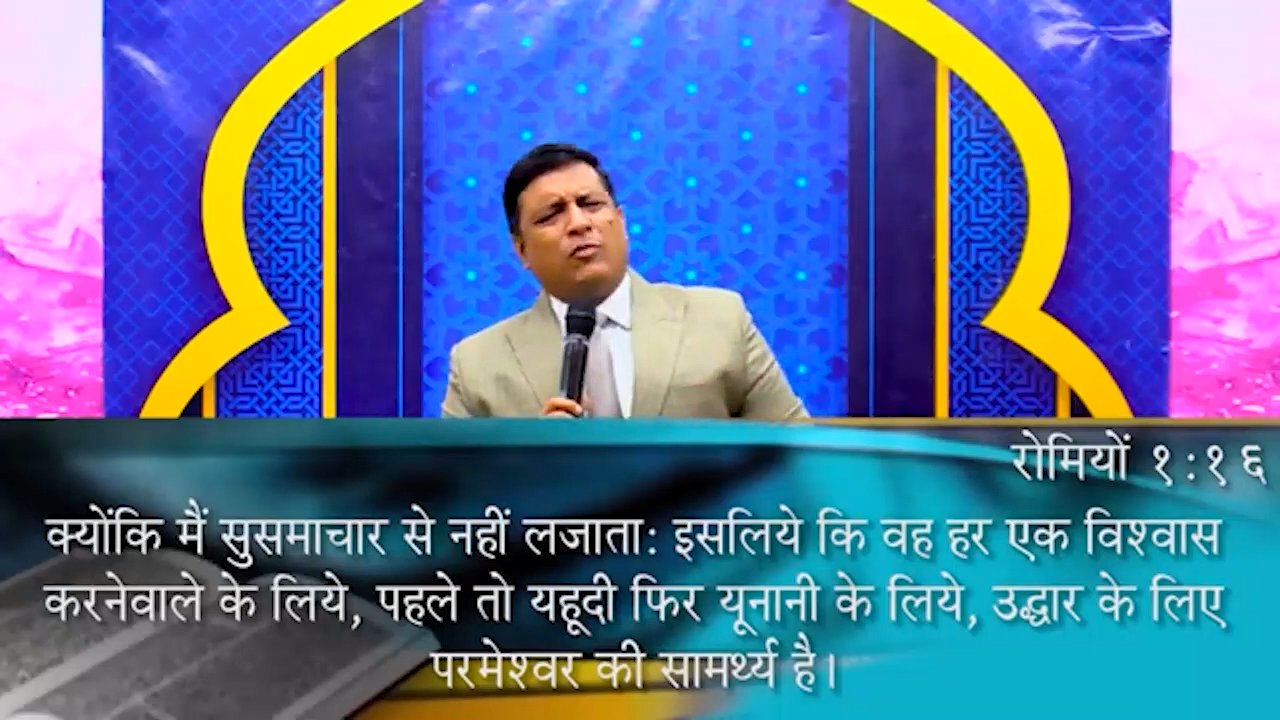 रोमियों १:१६
क्योंकि मैं सुसमाचार से नहीं लजाता: इसलिये कि वह हर एक विश्वास
करनेवाले के लिये, पहले तो यहूदी फिर यूनानी के लिये, उद्धार के लिए
परमेश्वर की सामर्थ्य है।